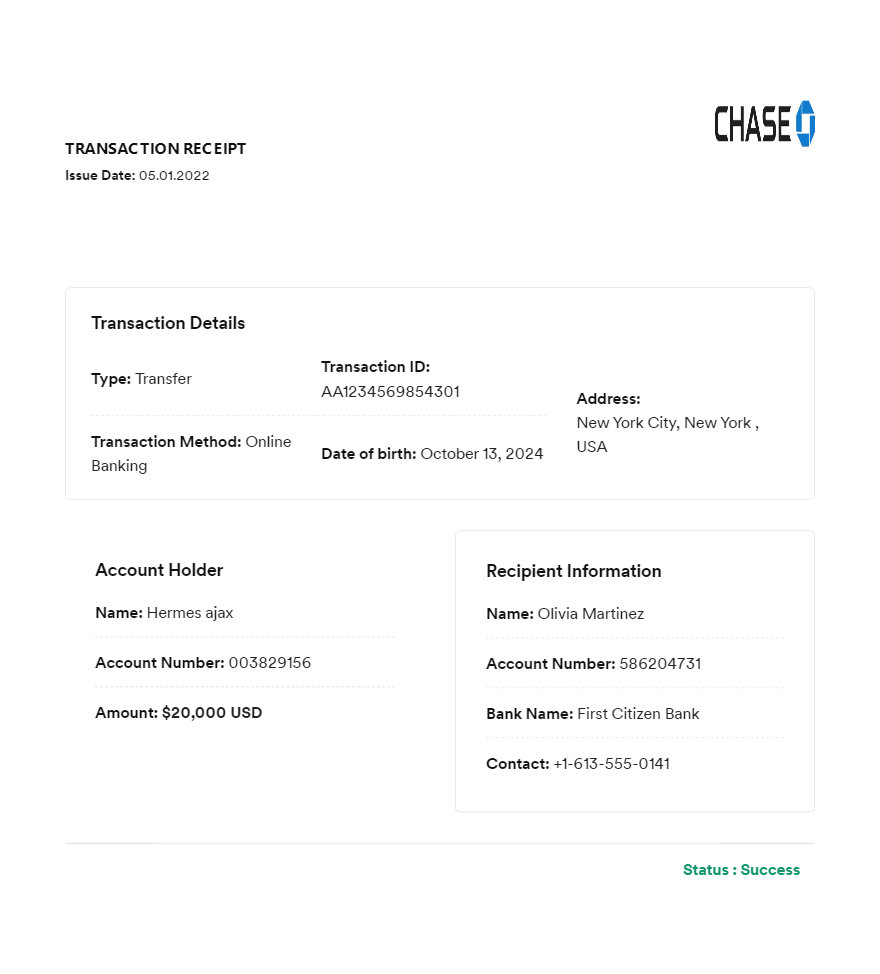 CHASE
TRANSACTION RECEIPT
Issue Date: 05.01.2022
Transaction Details
Type: Transfer
Transaction ID:
AA1234569854301
Transaction Method: Online
Banking
Date of birth: October 13, 2024
Address:
New York City, New York ,
USA
Account Holder
Name: Hermes ajax
Account Number: 003829156
Amount: $20,000 USD
Recipient Information
Name: Olivia Martinez
Account Number: 586204731
Bank Name: First Citizen Bank
Contact: +1-613-555-0141
Status : Success